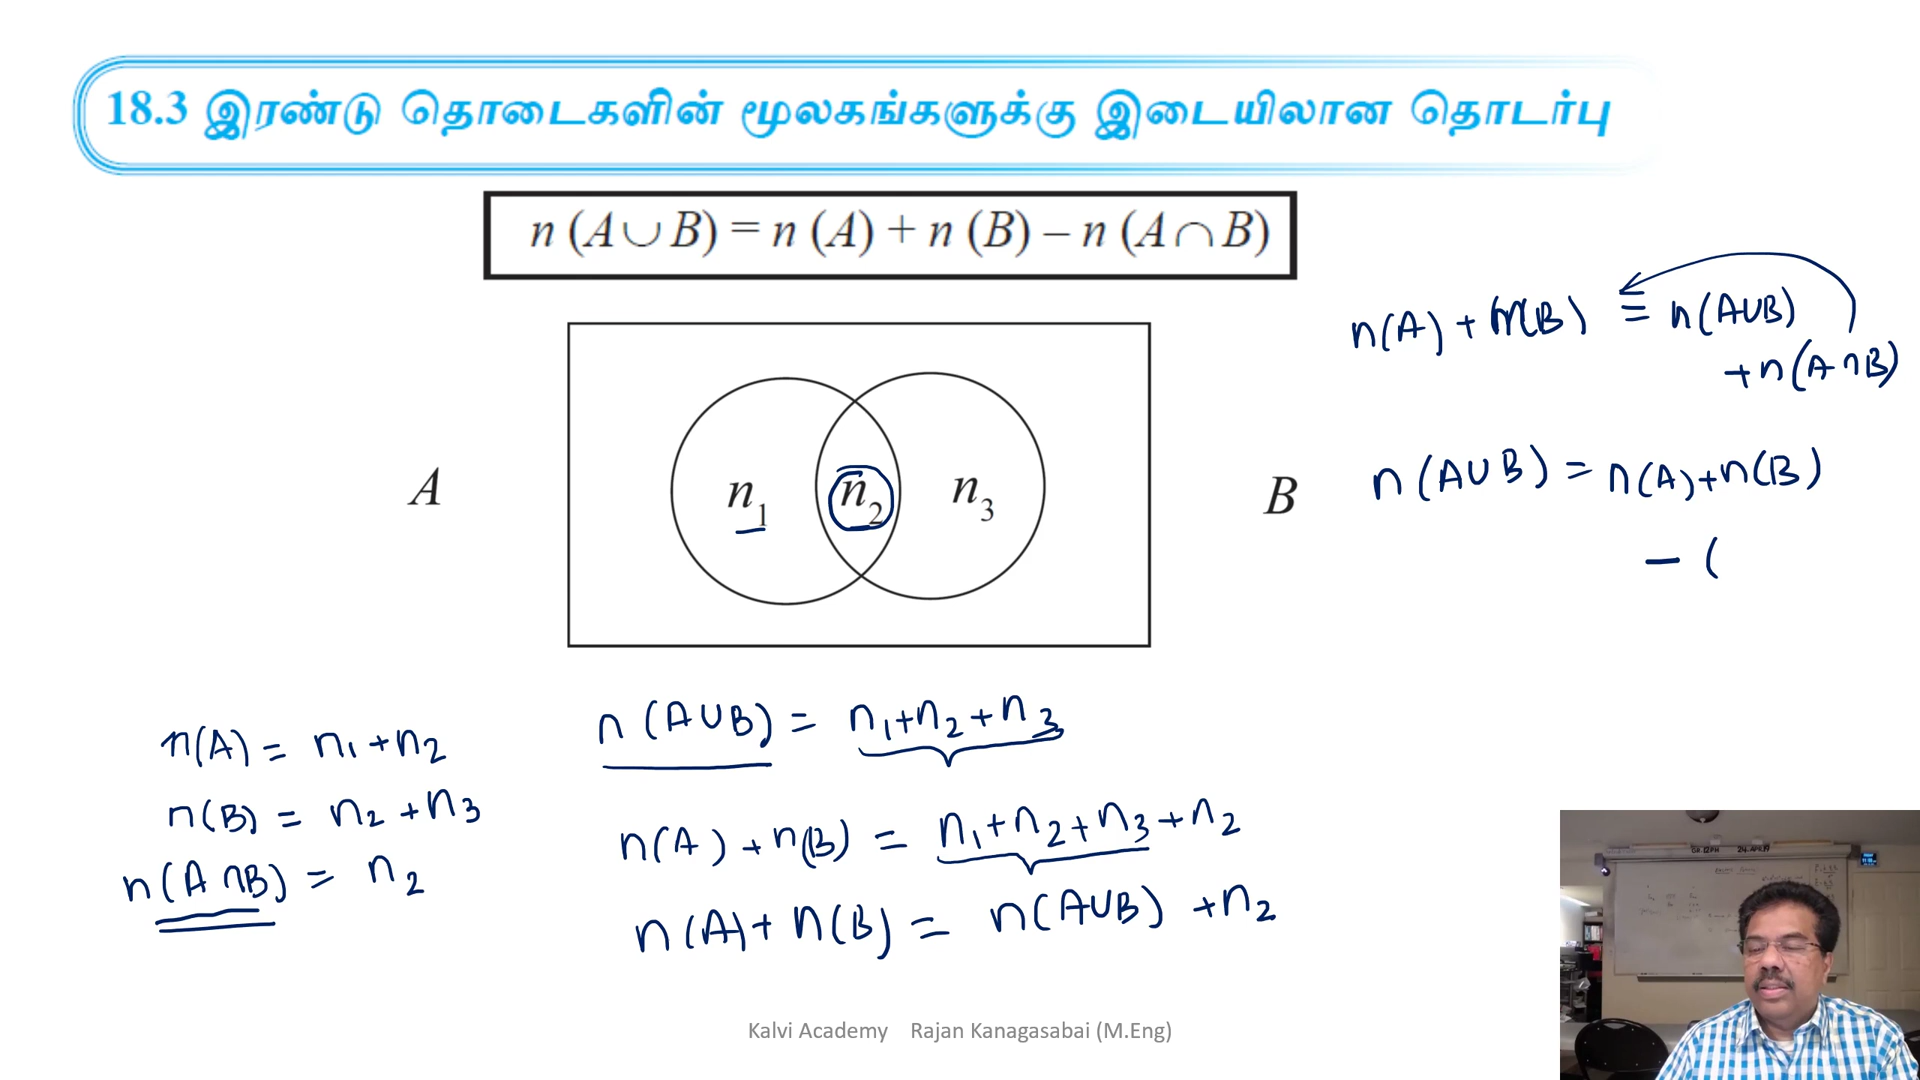 18.3 இரண்டு தொடைகளின் மூலகங்களுக்கு இடையிலான தொடர்பு
n (A∪B) = n (A) + n (B) – n (A∩B)
n(A) + n(B) = n(A∪B)
+n(A∩B)
A
n₁
n₂
n₃
B
n(A∪B) = n(A)+n(B)
– (
n(A) = n₁+n₂
n(B) = n₂+n₃
n(A∩B) = n₂
n(A∪B) = n₁+n₂+n₃
n(A)+n(B) = n₁+n₂+n₃+n₂
n(A)+n(B) = n(A∪B) +n₂
Kalvi Academy Rajan Kanagasabai (M.Eng)